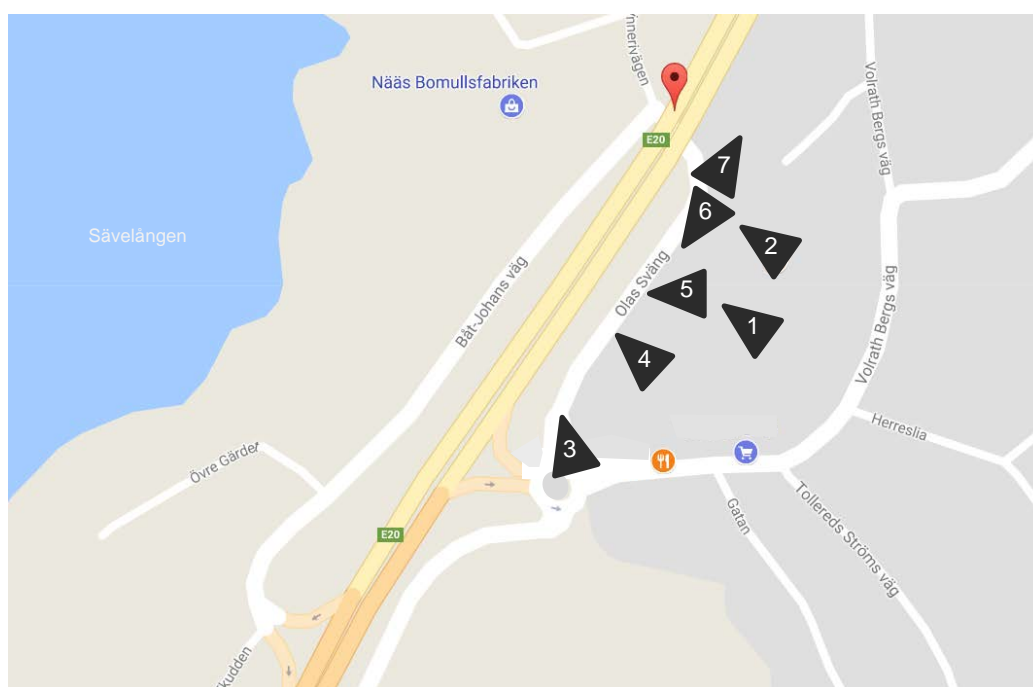 Nääs Bomullsfabriken
E20
Volrath Bergs väg
7
6
2
Sävelången
Olas Sväng
5
Båt-Johans väg
1
Volrath Bergs väg
4
Herreslia
3
Övre Gärdet
Gatan
Tollereds Ströms väg
E20